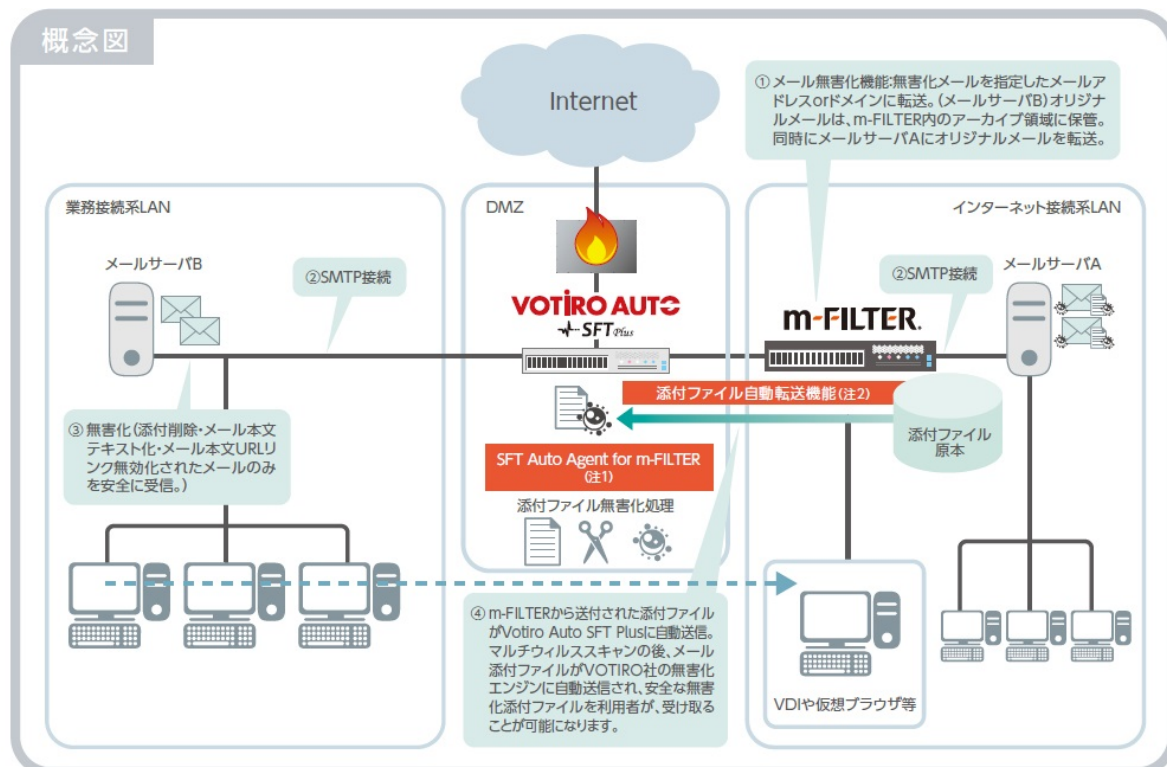 概念図
Internet
① メール無害化機能:無害化メールを指定したメールア
ドレスorドメインに転送。(メールサーバB)オリジナ
ルメールは、m-FILTER内のアーカイブ領域に保管。
同時にメールサーバAにオリジナルメールを転送。
業務接続系LAN
DMZ
インターネット接続系LAN
メールサーバB
②SMTP接続
VOTIRO AUTO
SFT Plus
m-FILTER.
②SMTP接続
メールサーバA
添付ファイル自動転送機能(注2)
添付ファイル
原本
SFT Auto Agent for m-FILTER
(注1)
添付ファイル無害化処理
③ 無害化(添付削除・メール本文
テキスト化・メール本文URLリ
ンク無効化されたメールのみ
を安全に受信。)
④ m-FILTERから送付された添付ファイル
がVotiro Auto SFT Plusに自動送信。
マルチウィルススキャンの後、メール
添付ファイルがVOTIRO社の無害化
エンジンに自動送信され、安全な無害
化添付ファイルを利用者が、受け取る
ことが可能になります。
VDIや仮想ブラウザ等